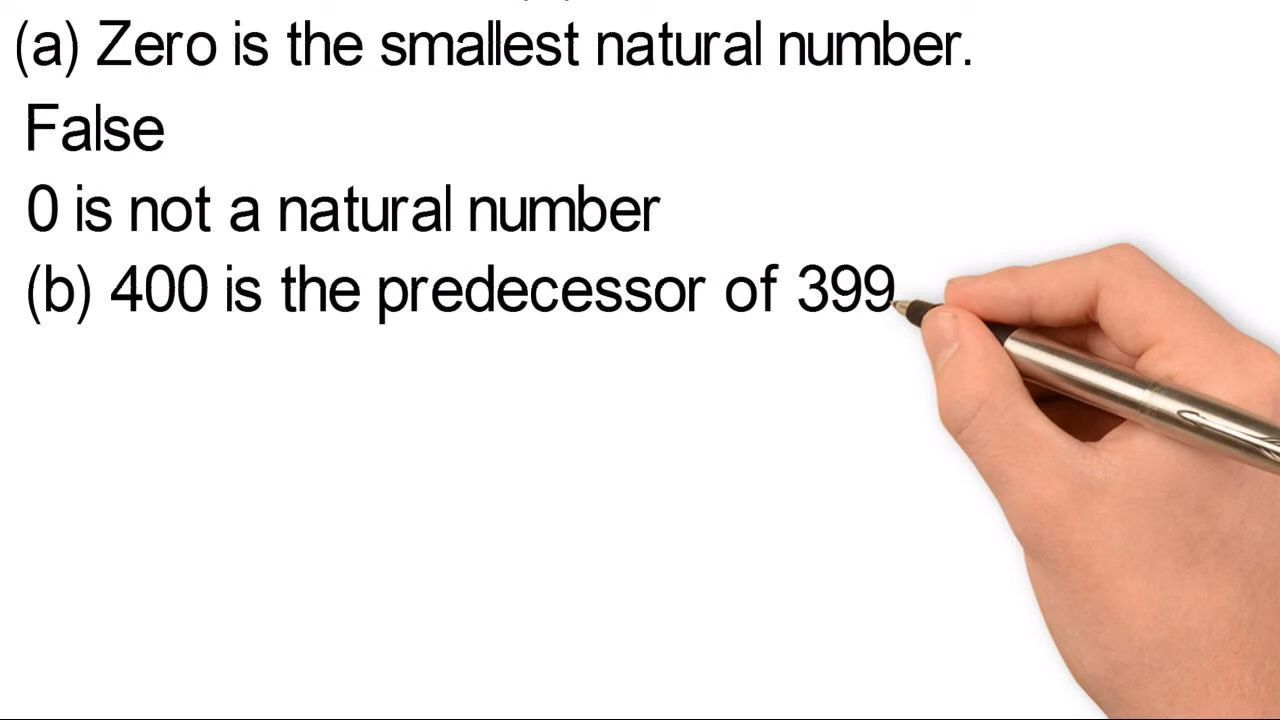 (a) Zero is the smallest natural number.
False
0 is not a natural number
(b) 400 is the predecessor of 399